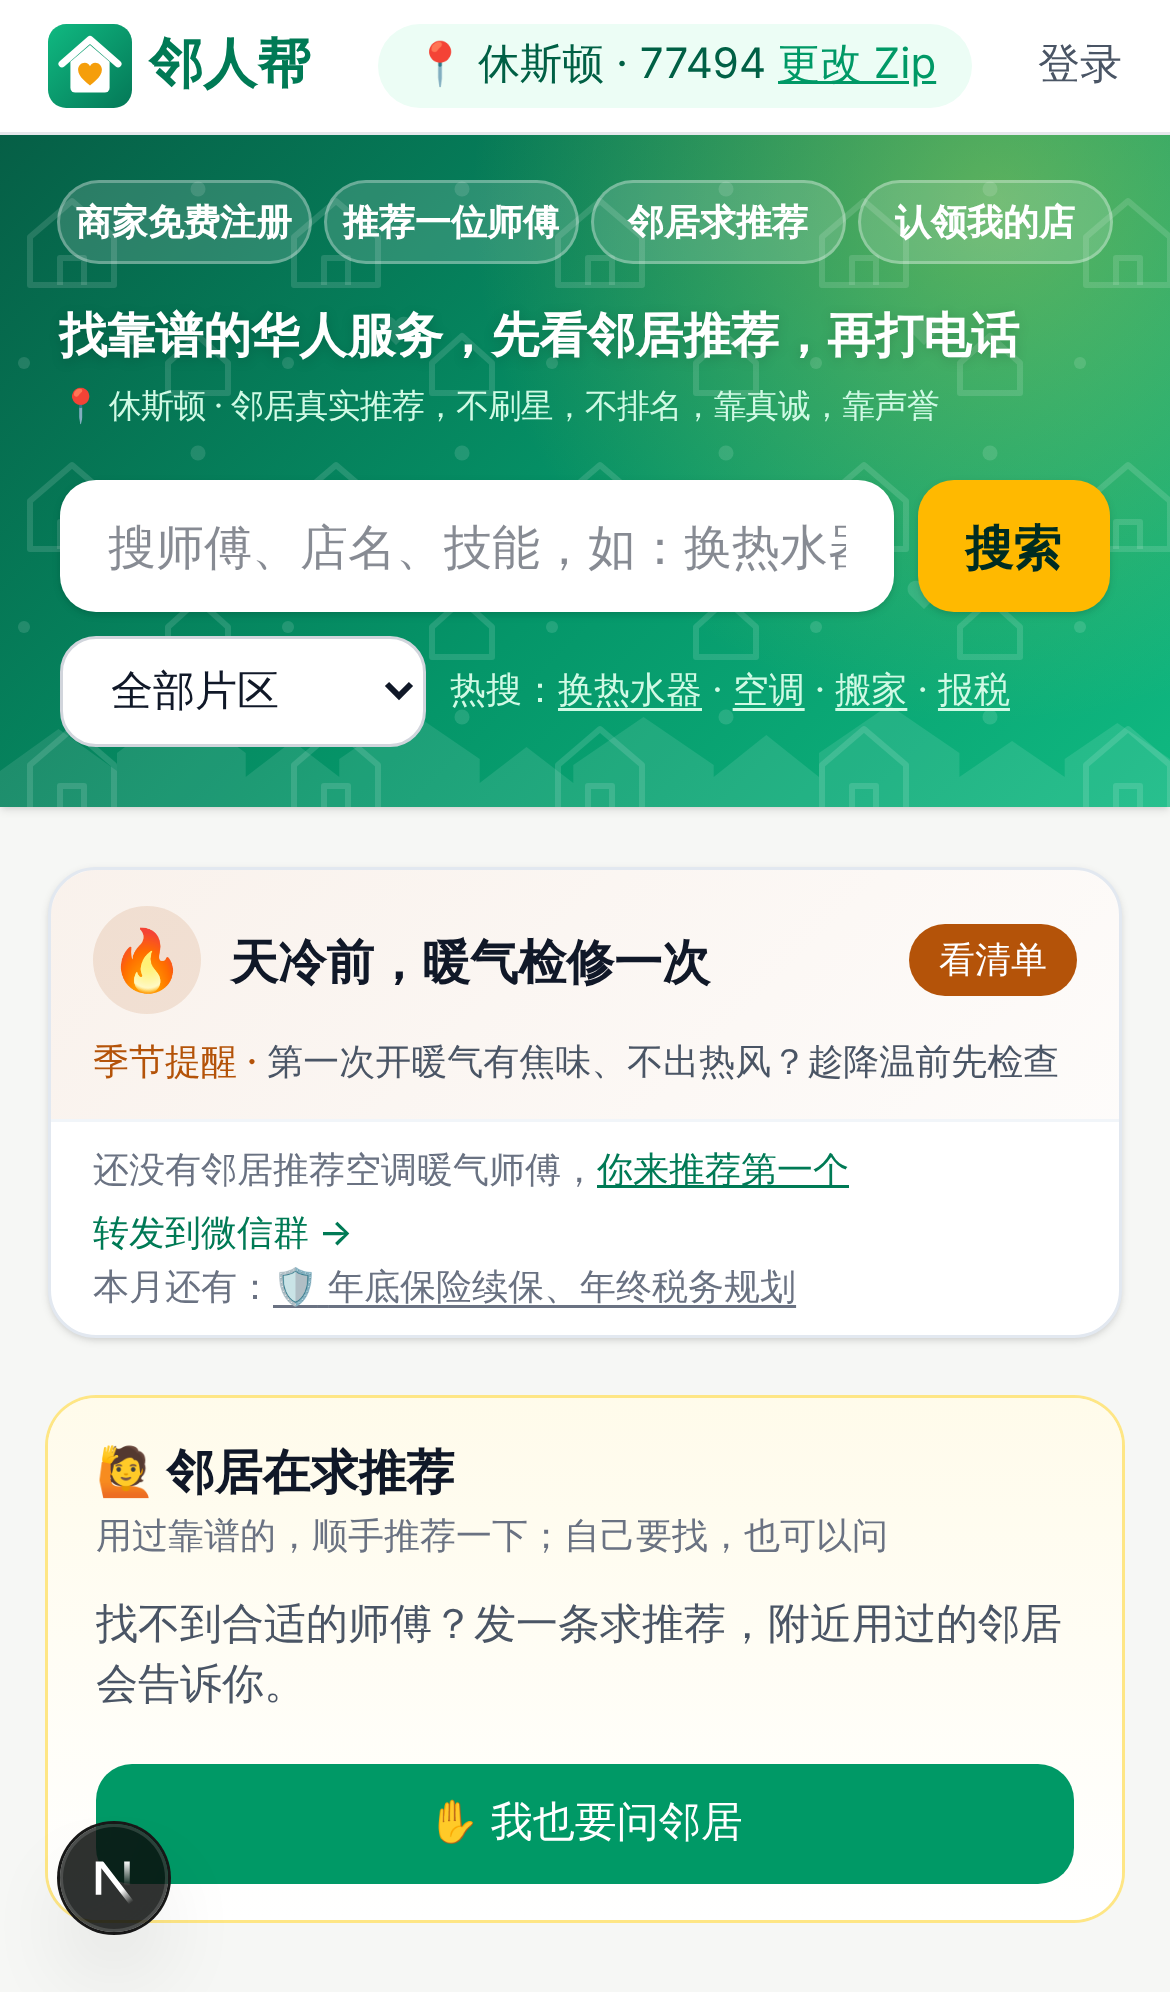 邻人帮
📍 休斯顿 · 77494 更改 Zip
登录
商家免费注册
推荐一位师傅
邻居求推荐
认领我的店
找靠谱的华人服务，先看邻居推荐，再打电话
📍 休斯顿 · 邻居真实推荐，不刷星，不排名，靠真诚，靠声誉
搜师傅、店名、技能，如：换热水
搜索
全部片区
热搜：换热水器 · 空调 · 搬家 · 报税
🔥 天冷前，暖气检修一次
看清单
季节提醒 · 第一次开暖气有焦味、不出热风？趁降温前先检查
还没有邻居推荐空调暖气师傅，你来推荐第一个
转发到微信群 →
本月还有：🛡️ 年底保险续保、年终税务规划
🙋 邻居在求推荐
用过靠谱的，顺手推荐一下；自己要找，也可以问
找不到合适的师傅？发一条求推荐，附近用过的邻居
会告诉你。
✋ 我也要问邻居
N